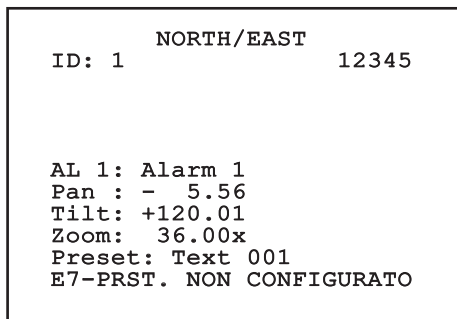 NORTH/EAST
ID: 1 12345
AL 1: Alarm 1
Pan : - 5.56
Tilt: +120.01
Zoom: 36.00x
Preset: Text 001
E7-PRST. NON CONFIGURATO